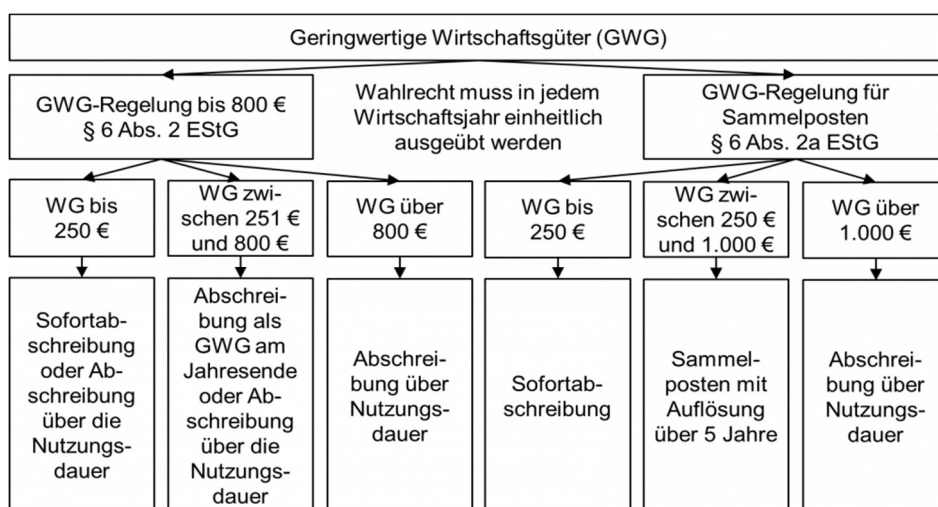 Geringwertige Wirtschaftsgüter (GWG)
GWG-Regelung bis 800 €
§ 6 Abs. 2 EStG
Wahlrecht muss in jedem
Wirtschaftsjahr einheitlich
ausgeübt werden
GWG-Regelung für
Sammelposten
§ 6 Abs. 2a EStG
WG bis
250 €
WG zwi-
schen 251 €
und 800 €
WG über
800 €
WG bis
250 €
WG zwi-
schen 250 €
und 1.000 €
WG über
1.000 €
Sofortab-
schreibung
oder Ab-
schreibung
über die
Nutzungs-
dauer
Abschrei-
bung als
GWG am
Jahresende
oder Ab-
schreibung
über die
Nutzungs-
dauer
Abschrei-
bung über
Nutzungs-
dauer
Sofortab-
schreibung
Sammel-
posten mit
Auflösung
über 5 Jahre
Abschrei-
bung über
Nutzungs-
dauer